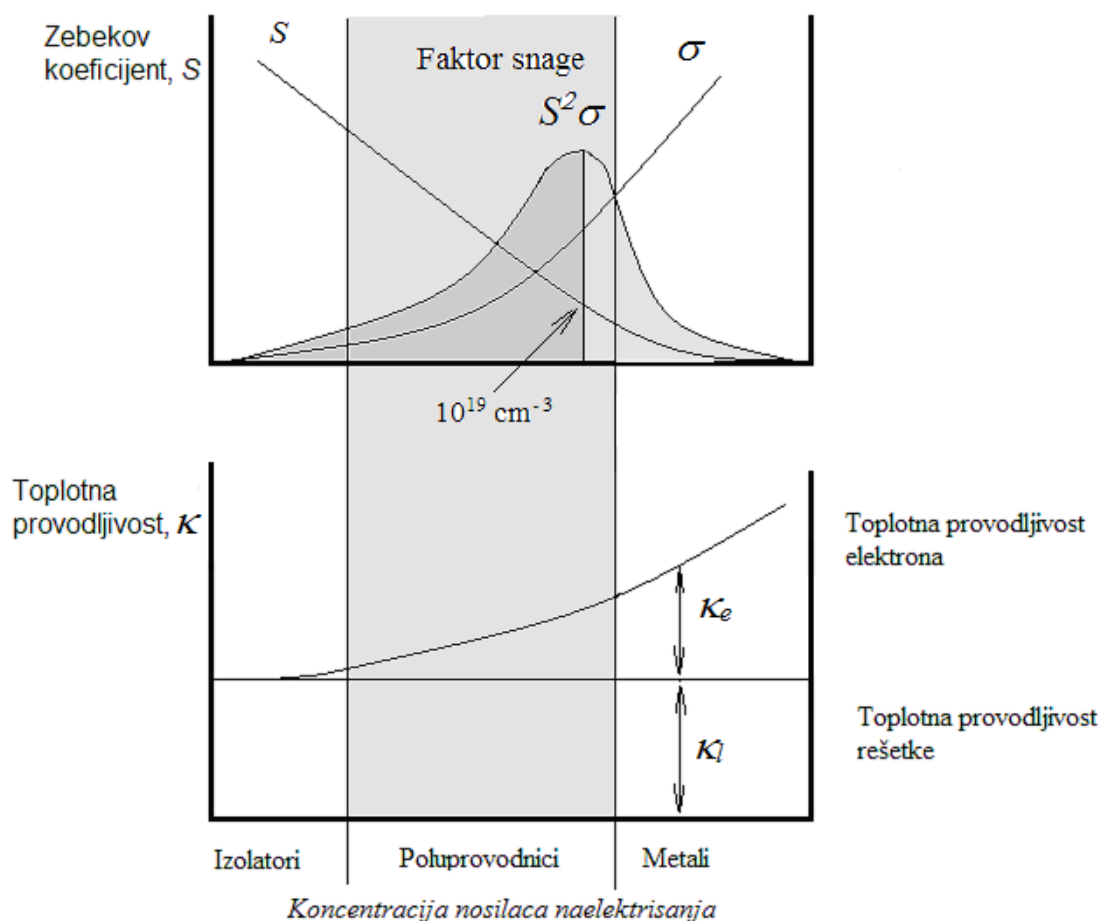 Zebekov
koeficijent, S
S
Faktor snage
σ
S²σ
10¹⁹ cm⁻³
Toplotna
provodljivost, κ
Toplotna provodljivost
elektrona
κₑ
Toplotna provodljivost
rešetke
κₗ
Izolatori
Poluprovodnici
Metali
Koncentracija nosilaca naelektrisanja